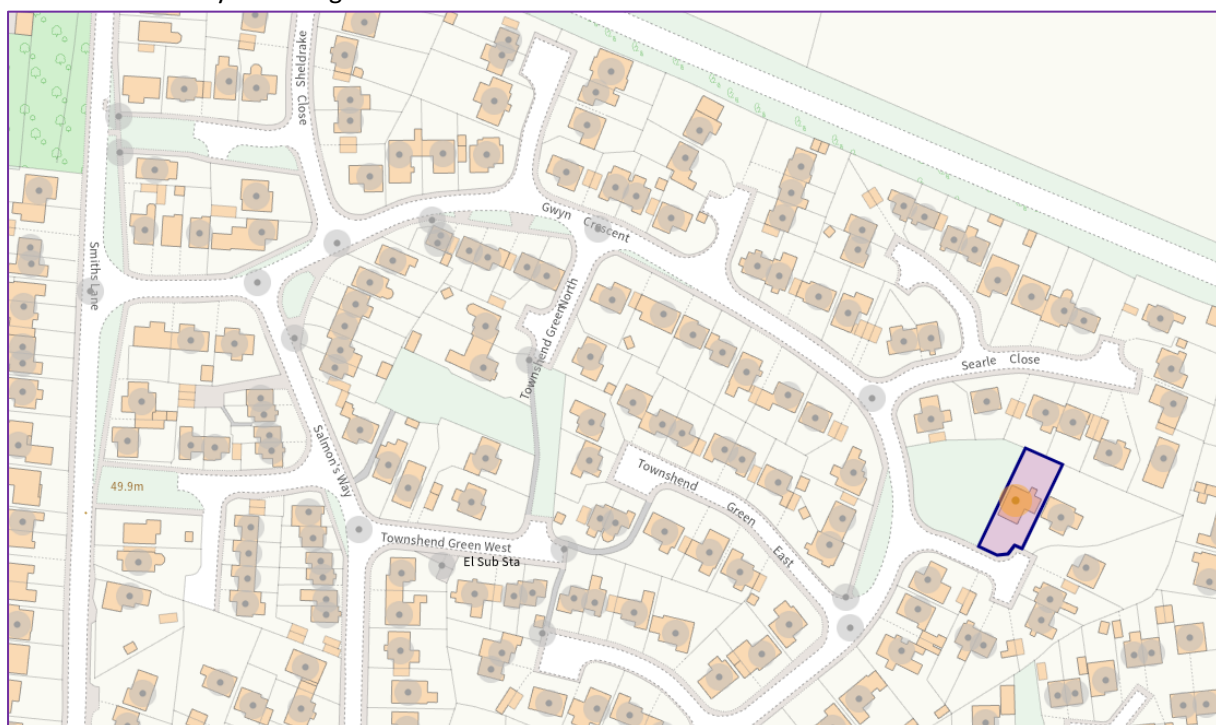 Sheldrake
Close
Gwyn Crescent
Smiths Lane
Townshend Green North
Searle Close
Salmon's Way
49.9m
Townshend Green East
Townshend Green West
El Sub Sta